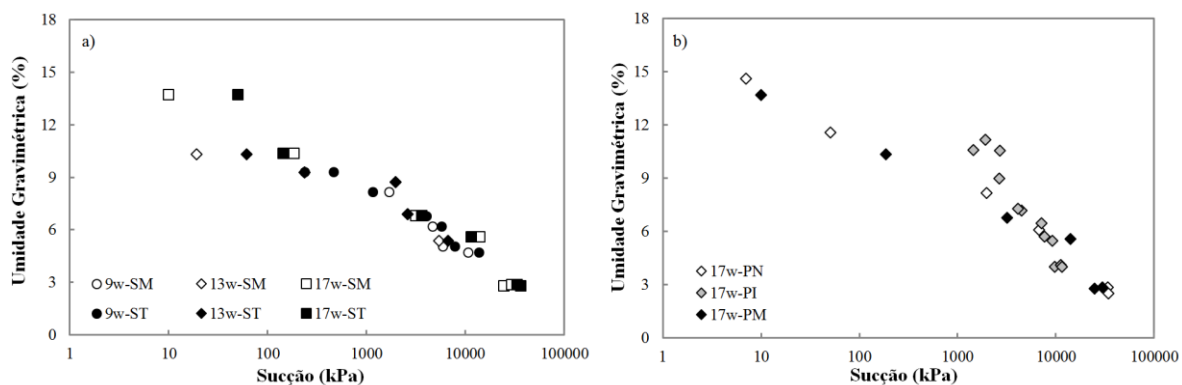 a)
18
15
12
9
6
3
0
Umidade Gravimétrica (%)
9w-SM 13w-SM 17w-SM
9w-ST 13w-ST 17w-ST
1 10 100 1000 10000 100000
Sucção (kPa)
b)
18
15
12
9
6
3
0
Umidade Gravimétrica (%)
17w-PN
17w-PI
17w-PM
1 10 100 1000 10000 100000
Sucção (kPa)